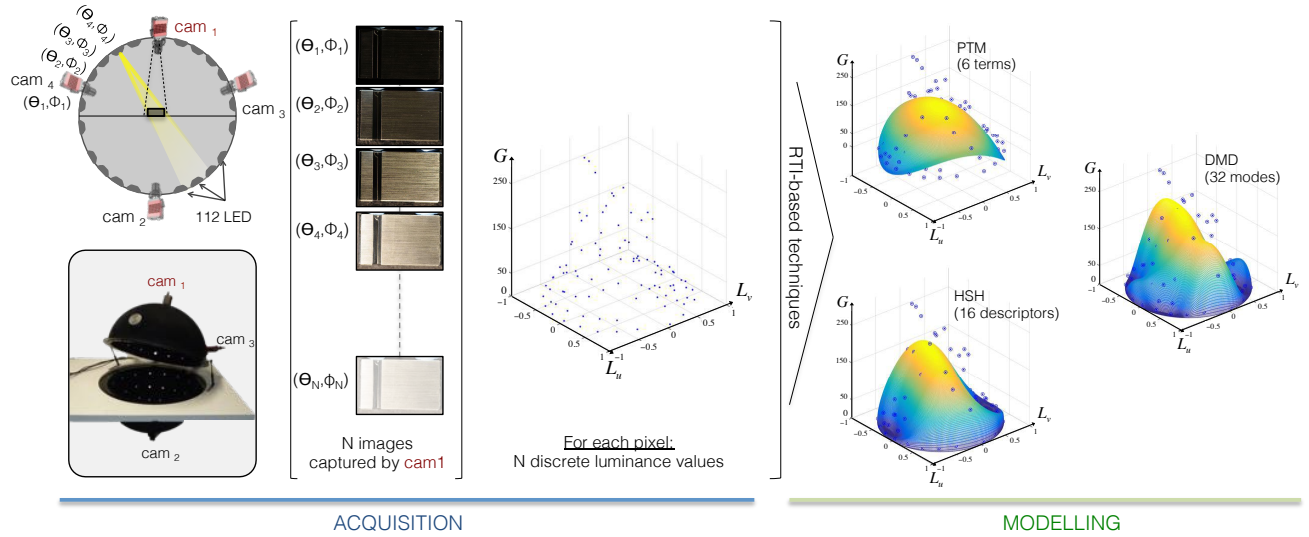 (Θ₄,Φ₄)
(Θ₃,Φ₃)
(Θ₂,Φ₂)
(Θ₁,Φ₁)
cam 1
cam 4
cam 3
cam 2
112 LED
cam 1
cam 3
cam 2
(Θ₁,Φ₁)
(Θ₂,Φ₂)
(Θ₃,Φ₃)
(Θ₄,Φ₄)
(ΘN,ΦN)
N images
captured by cam1
G
250
150
50
0
−1
−0.5
0
0.5
1
Lu
−1
−0.5
0
0.5
1
Lv
For each pixel:
N discrete luminance values
RTI-based techniques
PTM
(6 terms)
G
250
150
50
0
−1
−0.5
0
0.5
1
Lu
−1
−0.5
0
0.5
1
Lv
HSH
(16 descriptors)
G
250
150
50
0
−1
−0.5
0
0.5
1
Lu
−1
−0.5
0
0.5
1
Lv
DMD
(32 modes)
G
250
150
50
0
−1
−0.5
0
0.5
1
Lu
−1
−0.5
0
0.5
1
Lv
ACQUISITION
MODELLING